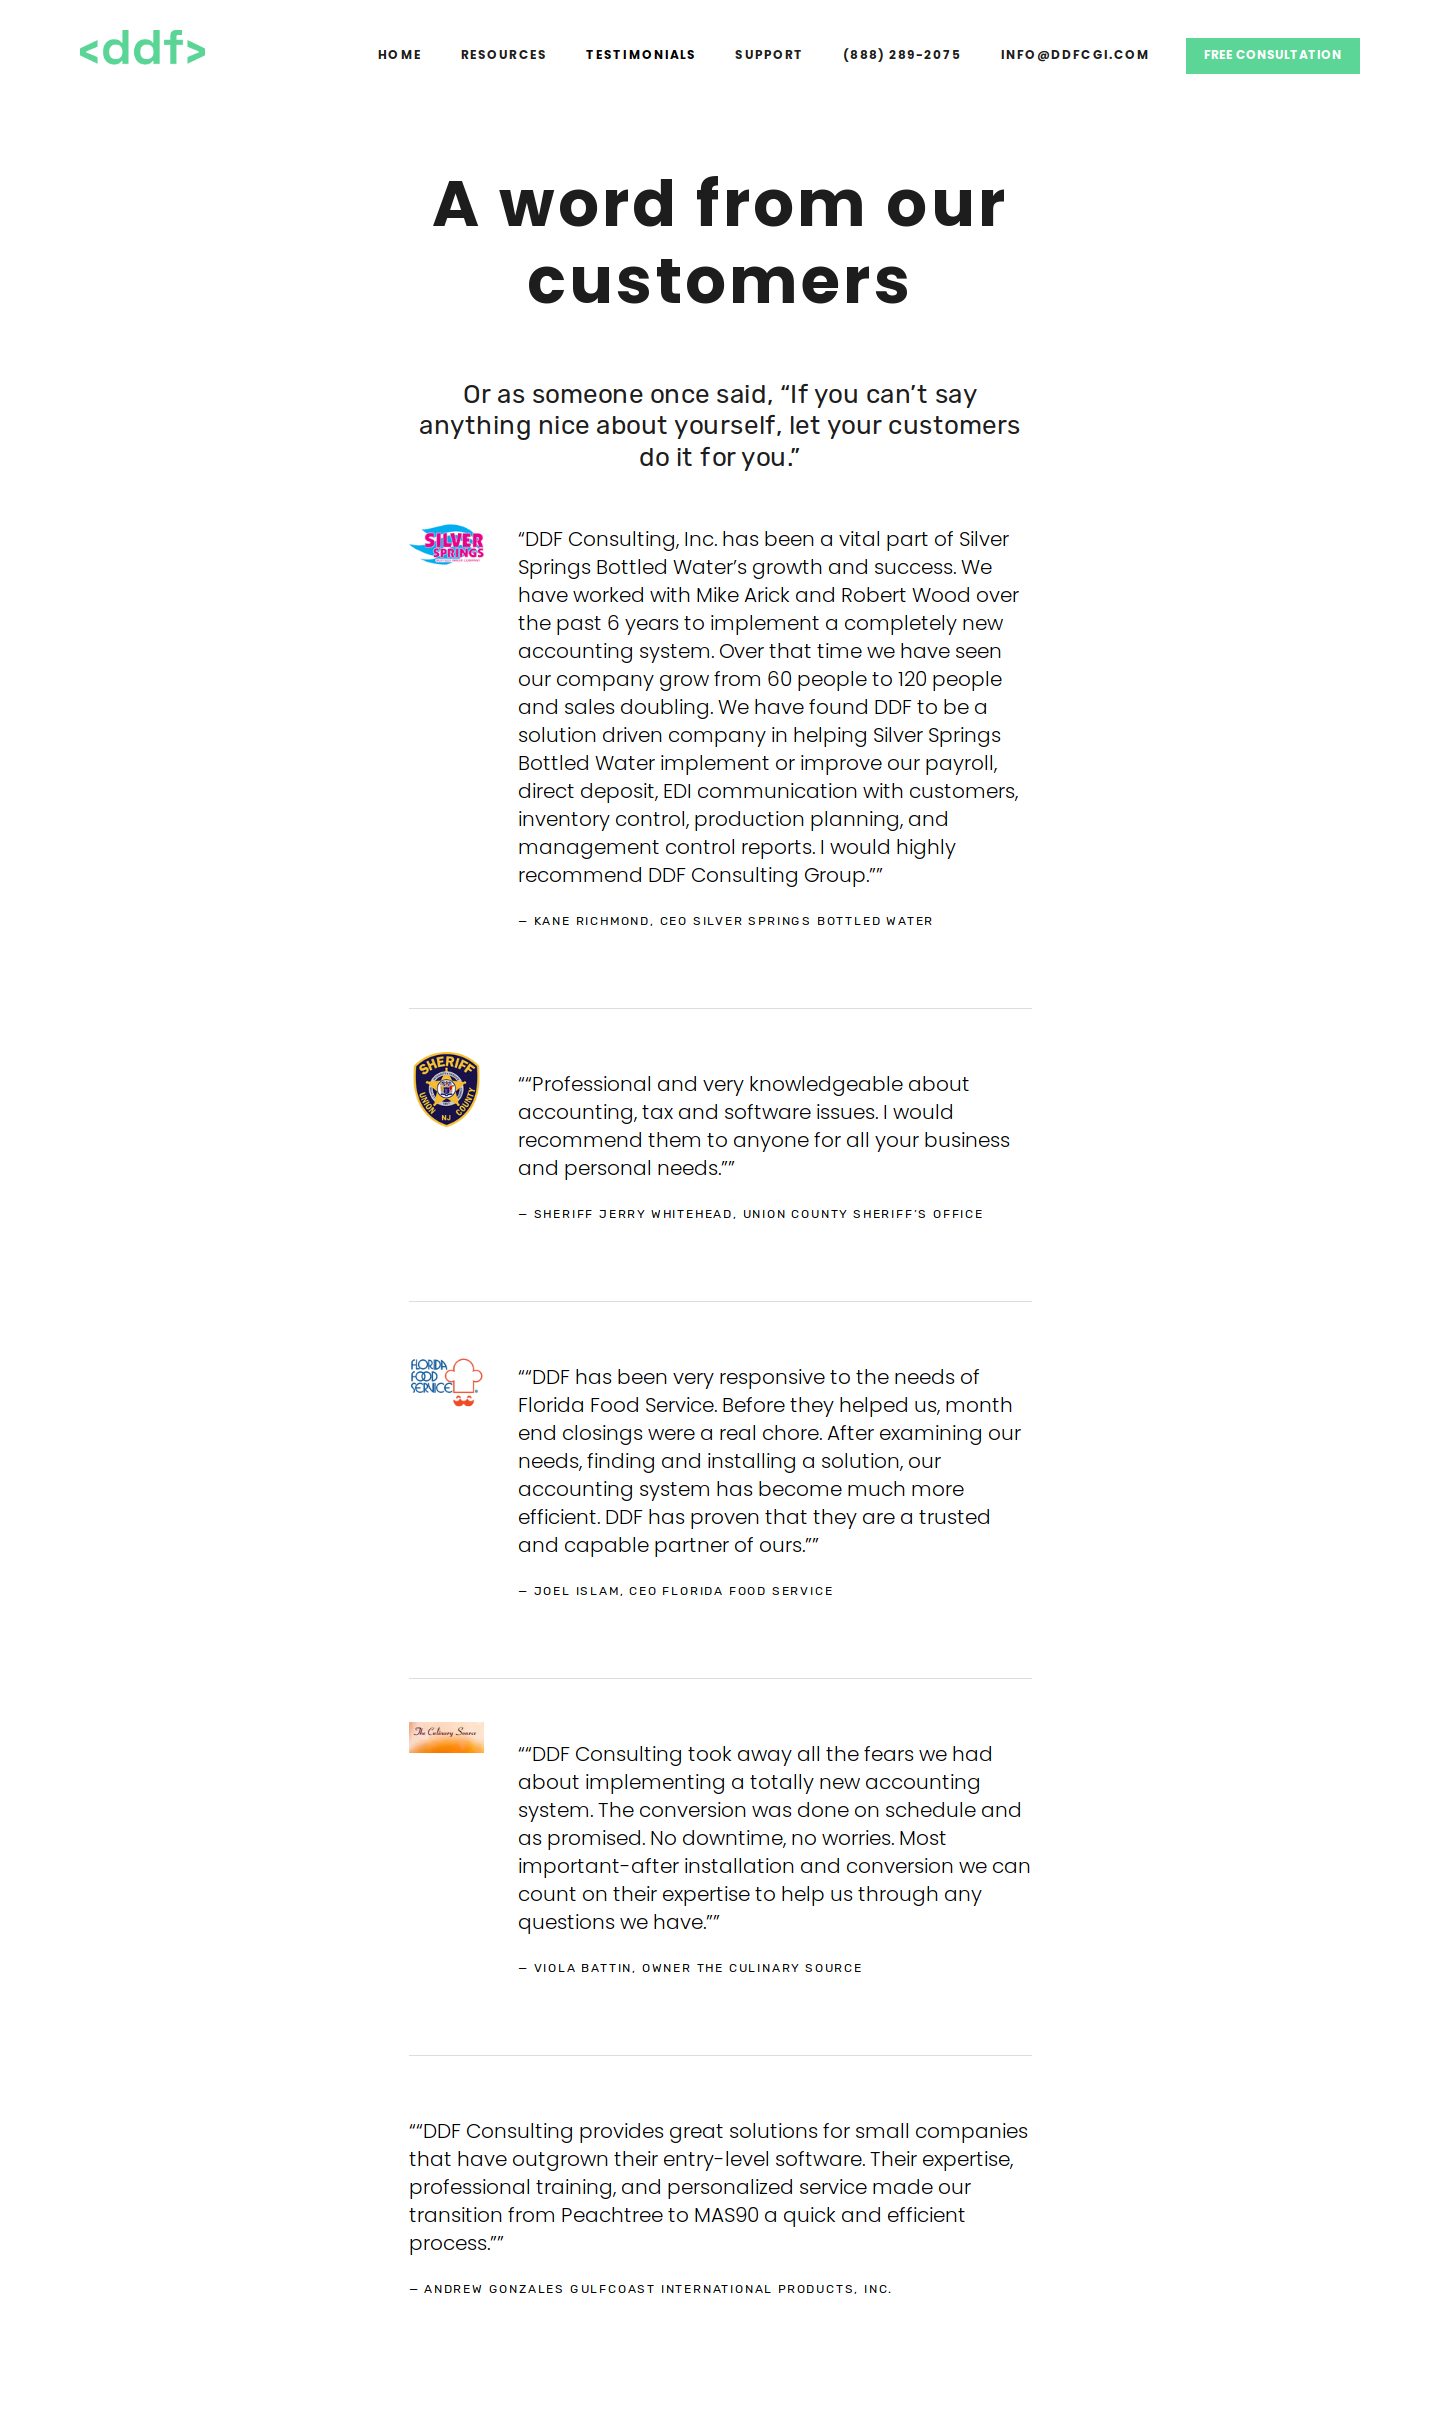 <ddf>
HOME RESOURCES TESTIMONIALS SUPPORT (888) 289-2075 INFO@DDFCGI.COM FREE CONSULTATION
A word from our
customers
Or as someone once said, “If you can’t say
anything nice about yourself, let your customers
do it for you.”
SILVER
SPRINGS
“DDF Consulting, Inc. has been a vital part of Silver
Springs Bottled Water’s growth and success. We
have worked with Mike Arick and Robert Wood over
the past 6 years to implement a completely new
accounting system. Over that time we have seen
our company grow from 60 people to 120 people
and sales doubling. We have found DDF to be a
solution driven company in helping Silver Springs
Bottled Water implement or improve our payroll,
direct deposit, EDI communication with customers,
inventory control, production planning, and
management control reports. I would highly
recommend DDF Consulting Group.””
— KANE RICHMOND, CEO SILVER SPRINGS BOTTLED WATER
SHERIFF
UNION COUNTY
NJ
““Professional and very knowledgeable about
accounting, tax and software issues. I would
recommend them to anyone for all your business
and personal needs.””
— SHERIFF JERRY WHITEHEAD, UNION COUNTY SHERIFF’S OFFICE
FLORIDA
FOOD
SERVICE
““DDF has been very responsive to the needs of
Florida Food Service. Before they helped us, month
end closings were a real chore. After examining our
needs, finding and installing a solution, our
accounting system has become much more
efficient. DDF has proven that they are a trusted
and capable partner of ours.””
— JOEL ISLAM, CEO FLORIDA FOOD SERVICE
The Culinary Source
““DDF Consulting took away all the fears we had
about implementing a totally new accounting
system. The conversion was done on schedule and
as promised. No downtime, no worries. Most
important-after installation and conversion we can
count on their expertise to help us through any
questions we have.””
— VIOLA BATTIN, OWNER THE CULINARY SOURCE
““DDF Consulting provides great solutions for small companies
that have outgrown their entry-level software. Their expertise,
professional training, and personalized service made our
transition from Peachtree to MAS90 a quick and efficient
process.””
— ANDREW GONZALES GULFCOAST INTERNATIONAL PRODUCTS, INC.